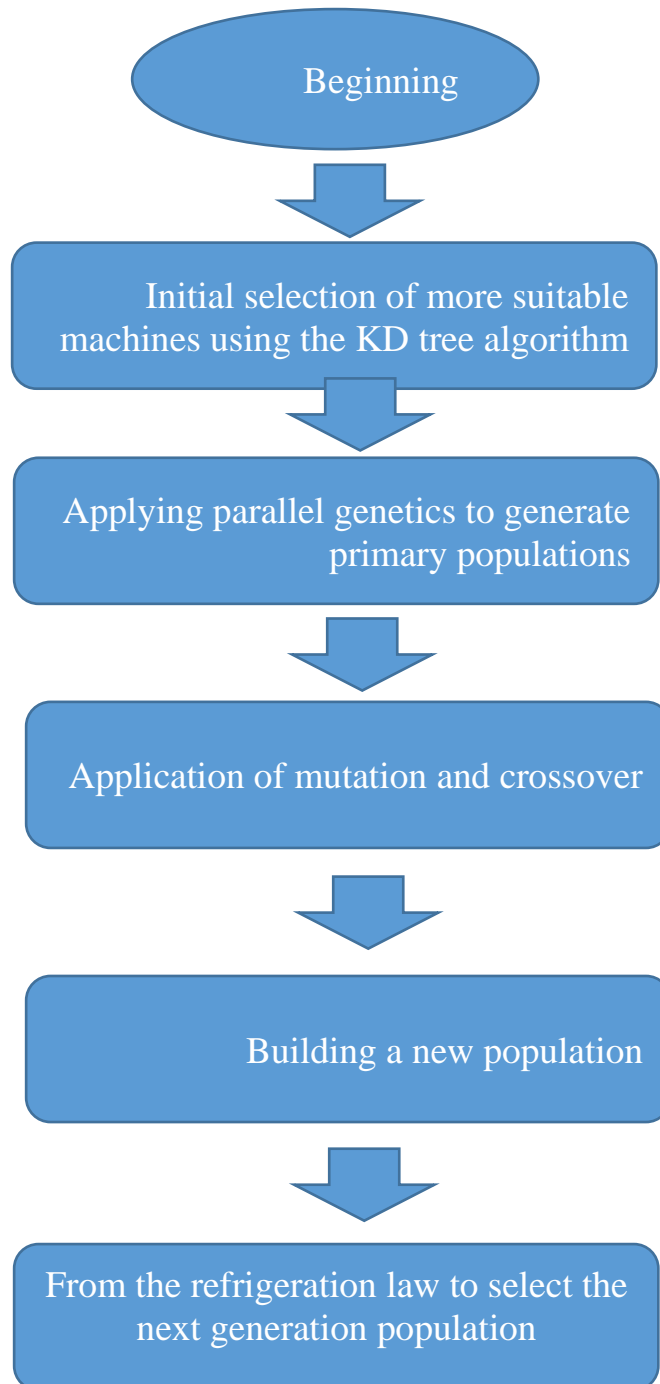 Beginning
Initial selection of more suitable
machines using the KD tree algorithm
Applying parallel genetics to generate
primary populations
Application of mutation and crossover
Building a new population
From the refrigeration law to select the
next generation population